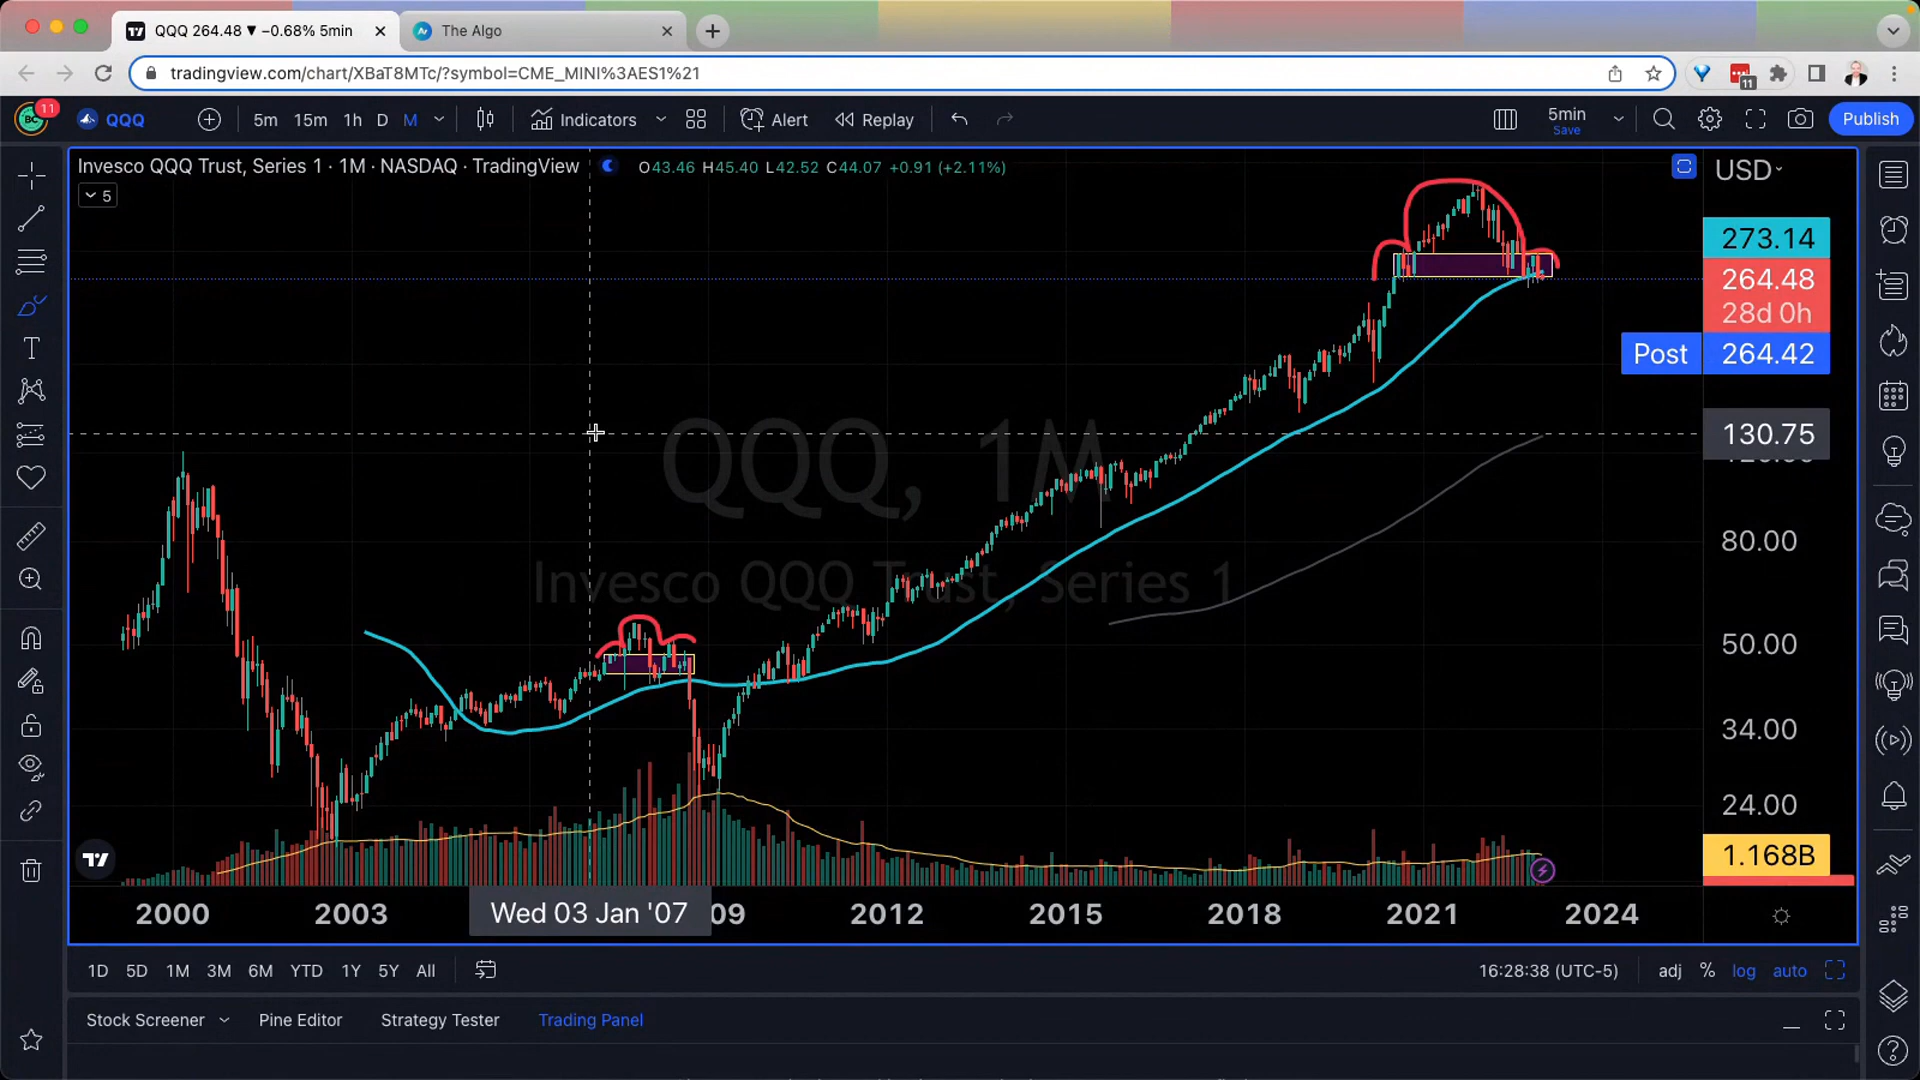 QQQ 264.48 ▼ −0.68% 5min
The Algo
tradingview.com/chart/XBaT8MTc/?symbol=CME_MINI%3AES1%21
11
11
QQQ
5m 15m 1h D M
Indicators
Alert
Replay
5min
Save
Publish
Invesco QQQ Trust, Series 1 · 1M · NASDAQ · TradingView
O43.46 H45.40 L42.52 C44.07 +0.91 (+2.11%)
5
USD
273.14
264.48
28d 0h
Post 264.42
130.75
80.00
50.00
34.00
24.00
1.168B
QQQ, 1M
Invesco QQQ Trust, Series 1
2000 2003 Wed 03 Jan '07 09 2012 2015 2018 2021 2024
1D 5D 1M 3M 6M YTD 1Y 5Y All
16:28:38 (UTC-5) adj % log auto
Stock Screener Pine Editor Strategy Tester Trading Panel